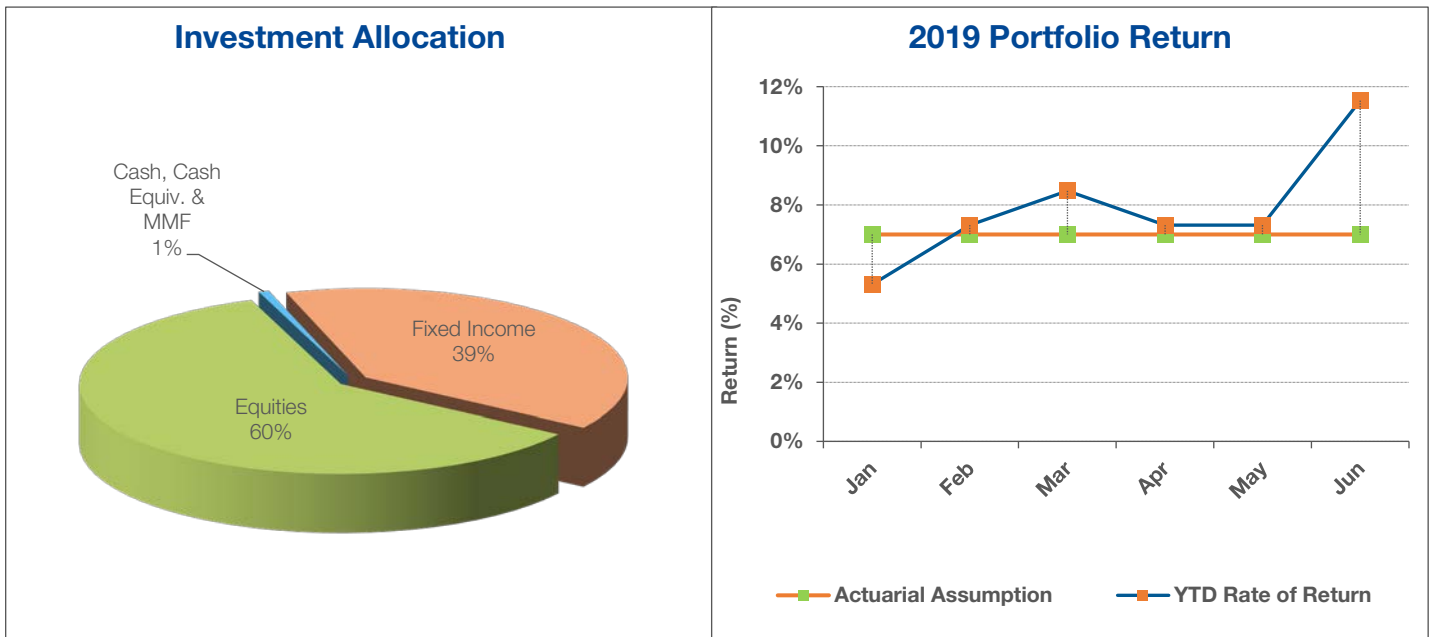 Investment Allocation
Cash, Cash
Equiv. &
MMF
1%
Fixed Income
39%
Equities
60%
2019 Portfolio Return
12%
10%
8%
6%
4%
2%
0%
Return (%)
Jan
Feb
Mar
Apr
May
Jun
Actuarial Assumption
YTD Rate of Return